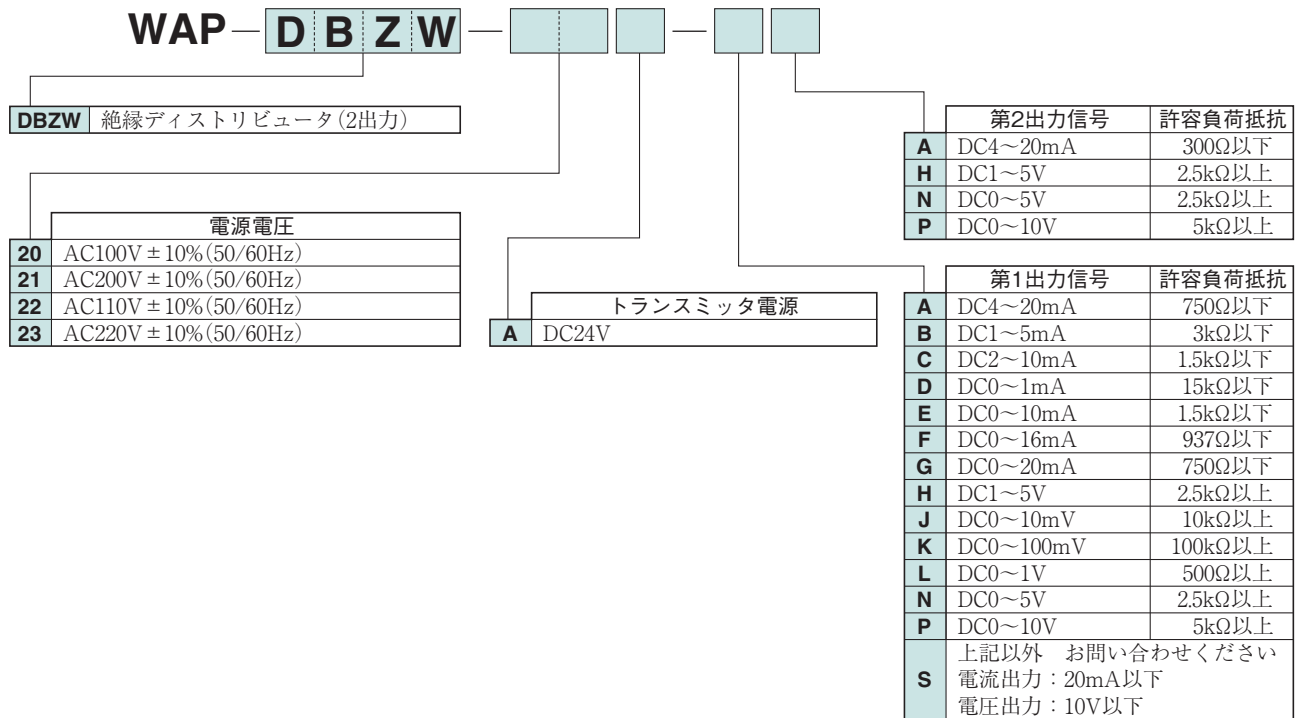 WAP—DBZW—□□□—□□
DBZW 絶縁ディストリビュータ(2出力)
電源電圧
20 AC100V±10%(50/60Hz)
21 AC200V±10%(50/60Hz)
22 AC110V±10%(50/60Hz)
23 AC220V±10%(50/60Hz)
トランスミッタ電源
A DC24V
第2出力信号 許容負荷抵抗
A DC4～20mA 300Ω以下
H DC1～5V 2.5kΩ以上
N DC0～5V 2.5kΩ以上
P DC0～10V 5kΩ以上
第1出力信号 許容負荷抵抗
A DC4～20mA 750Ω以下
B DC1～5mA 3kΩ以下
C DC2～10mA 1.5kΩ以下
D DC0～1mA 15kΩ以下
E DC0～10mA 1.5kΩ以下
F DC0～16mA 937Ω以下
G DC0～20mA 750Ω以下
H DC1～5V 2.5kΩ以上
J DC0～10mV 10kΩ以上
K DC0～100mV 100kΩ以上
L DC0～1V 500Ω以上
N DC0～5V 2.5kΩ以上
P DC0～10V 5kΩ以上
S 上記以外　お問い合わせください
電流出力：20mA以下
電圧出力：10V以下